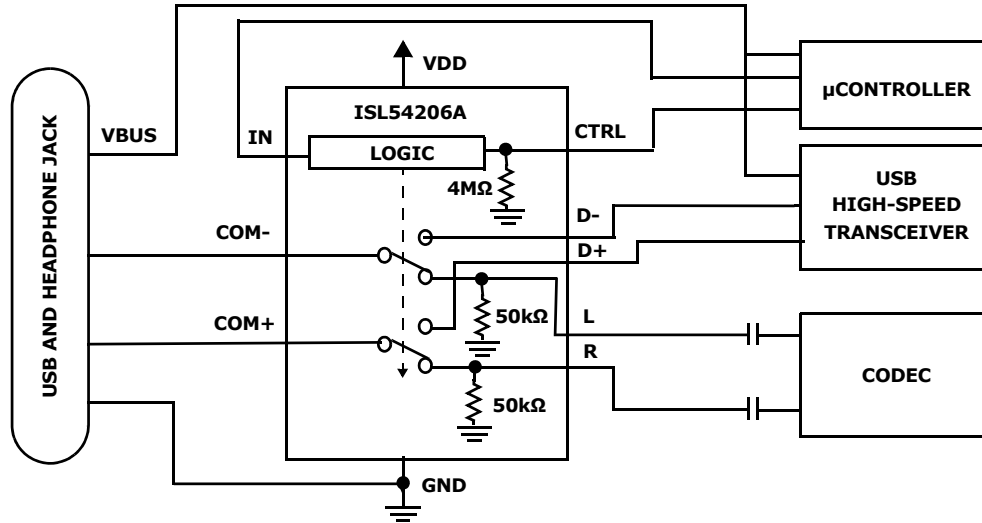 VDD
µCONTROLLER
ISL54206A
VBUS
IN
LOGIC
CTRL
4MΩ
USB
HIGH-SPEED
TRANSCEIVER
USB AND HEADPHONE JACK
COM-
D-
D+
50kΩ
L
COM+
R
50kΩ
CODEC
GND